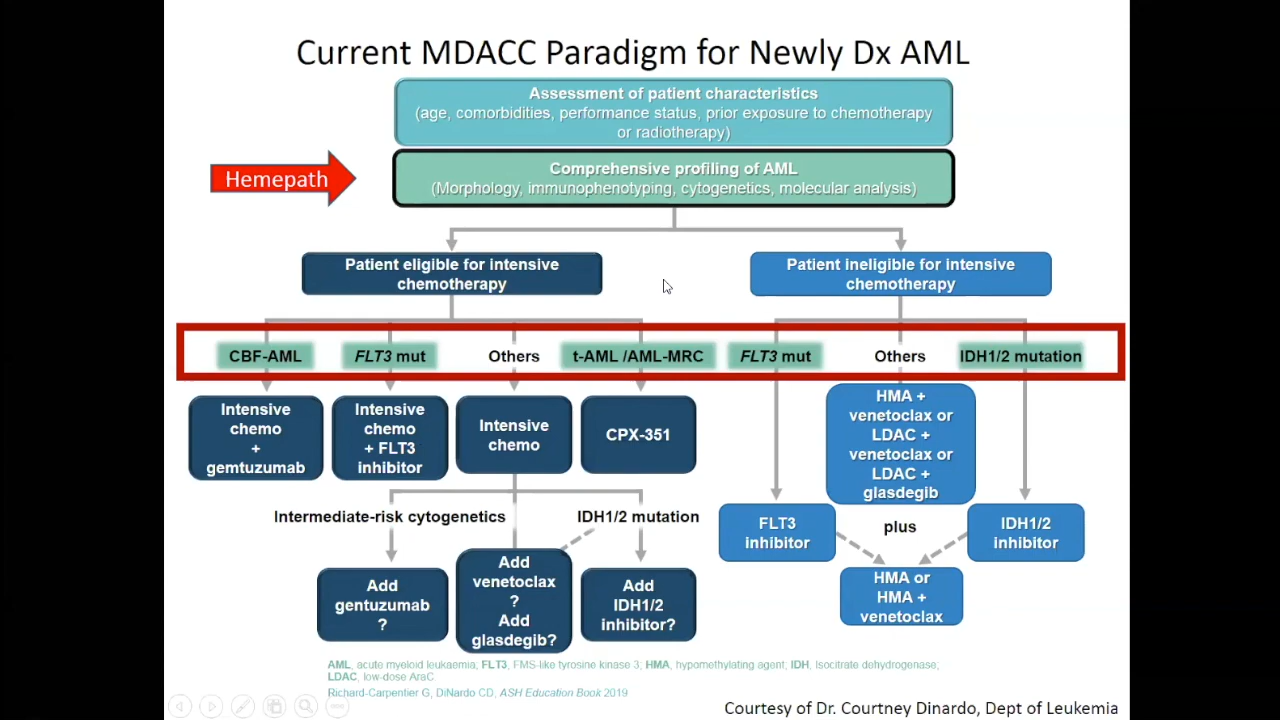 Current MDACC Paradigm for Newly Dx AML
Assessment of patient characteristics
(age, comorbidities, performance status, prior exposure to chemotherapy
or radiotherapy)
Hemepath
Comprehensive profiling of AML
(Morphology, immunophenotyping, cytogenetics, molecular analysis)
Patient eligible for intensive
chemotherapy
Patient ineligible for intensive
chemotherapy
CBF-AML
FLT3 mut
Others
t-AML /AML-MRC
FLT3 mut
Others
IDH1/2 mutation
Intensive
chemo
+
gemtuzumab
Intensive
chemo
+ FLT3
inhibitor
Intensive
chemo
CPX-351
HMA +
venetoclax or
LDAC +
venetoclax or
LDAC +
glasdegib
Intermediate-risk cytogenetics
IDH1/2 mutation
FLT3
inhibitor
plus
IDH1/2
inhibitor
Add
gentuzumab
?
Add
venetoclax
?
Add
glasdegib?
Add
IDH1/2
inhibitor?
HMA or
HMA +
venetoclax
AML, acute myeloid leukaemia; FLT3, FMS-like tyrosine kinase 3; HMA, hypomethylating agent; IDH, Isocitrate dehydrogenase;
LDAC, low-dose AraC.
Richard-Carpentier G, DiNardo CD, ASH Education Book 2019
Courtesy of Dr. Courtney Dinardo, Dept of Leukemia